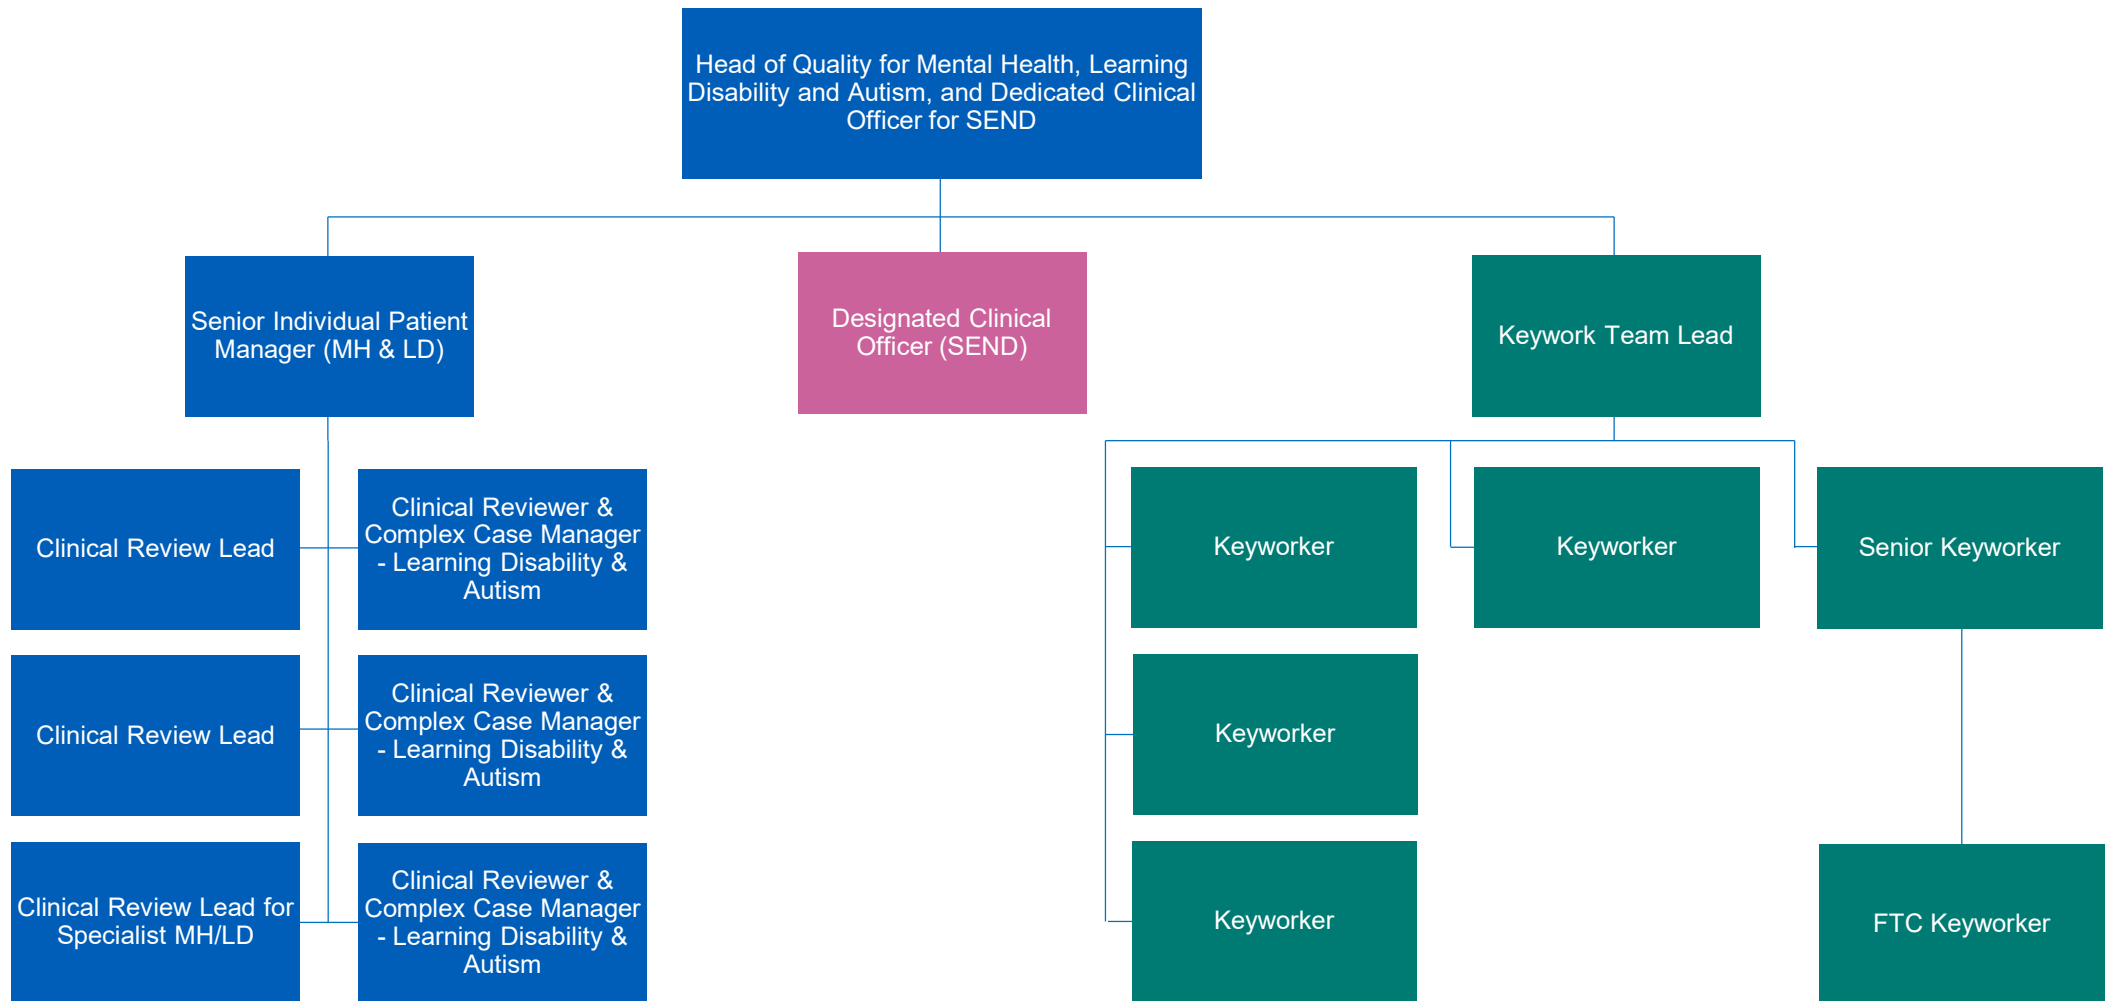 Head of Quality for Mental Health, Learning
Disability and Autism, and Dedicated Clinical
Officer for SEND
Senior Individual Patient
Manager (MH & LD)
Designated Clinical
Officer (SEND)
Keywork Team Lead
Clinical Review Lead
Clinical Reviewer &
Complex Case Manager
- Learning Disability &
Autism
Keyworker
Keyworker
Senior Keyworker
Clinical Review Lead
Clinical Reviewer &
Complex Case Manager
- Learning Disability &
Autism
Keyworker
Clinical Review Lead for
Specialist MH/LD
Clinical Reviewer &
Complex Case Manager
- Learning Disability &
Autism
Keyworker
FTC Keyworker